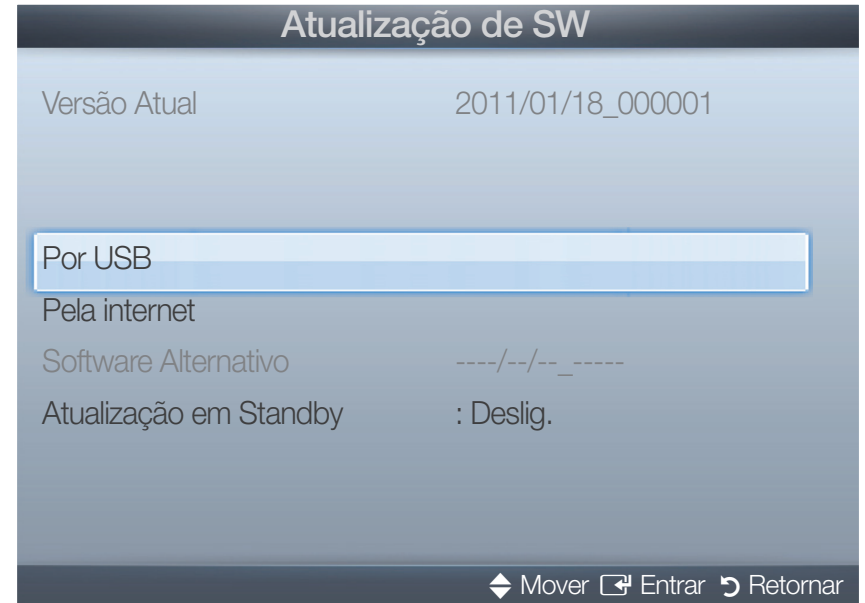 Atualização de SW
Versão Atual 2011/01/18_000001
Por USB
Pela internet
Software Alternativo ----/--/--_-----
Atualização em Standby : Deslig.
Mover Entrar Retornar